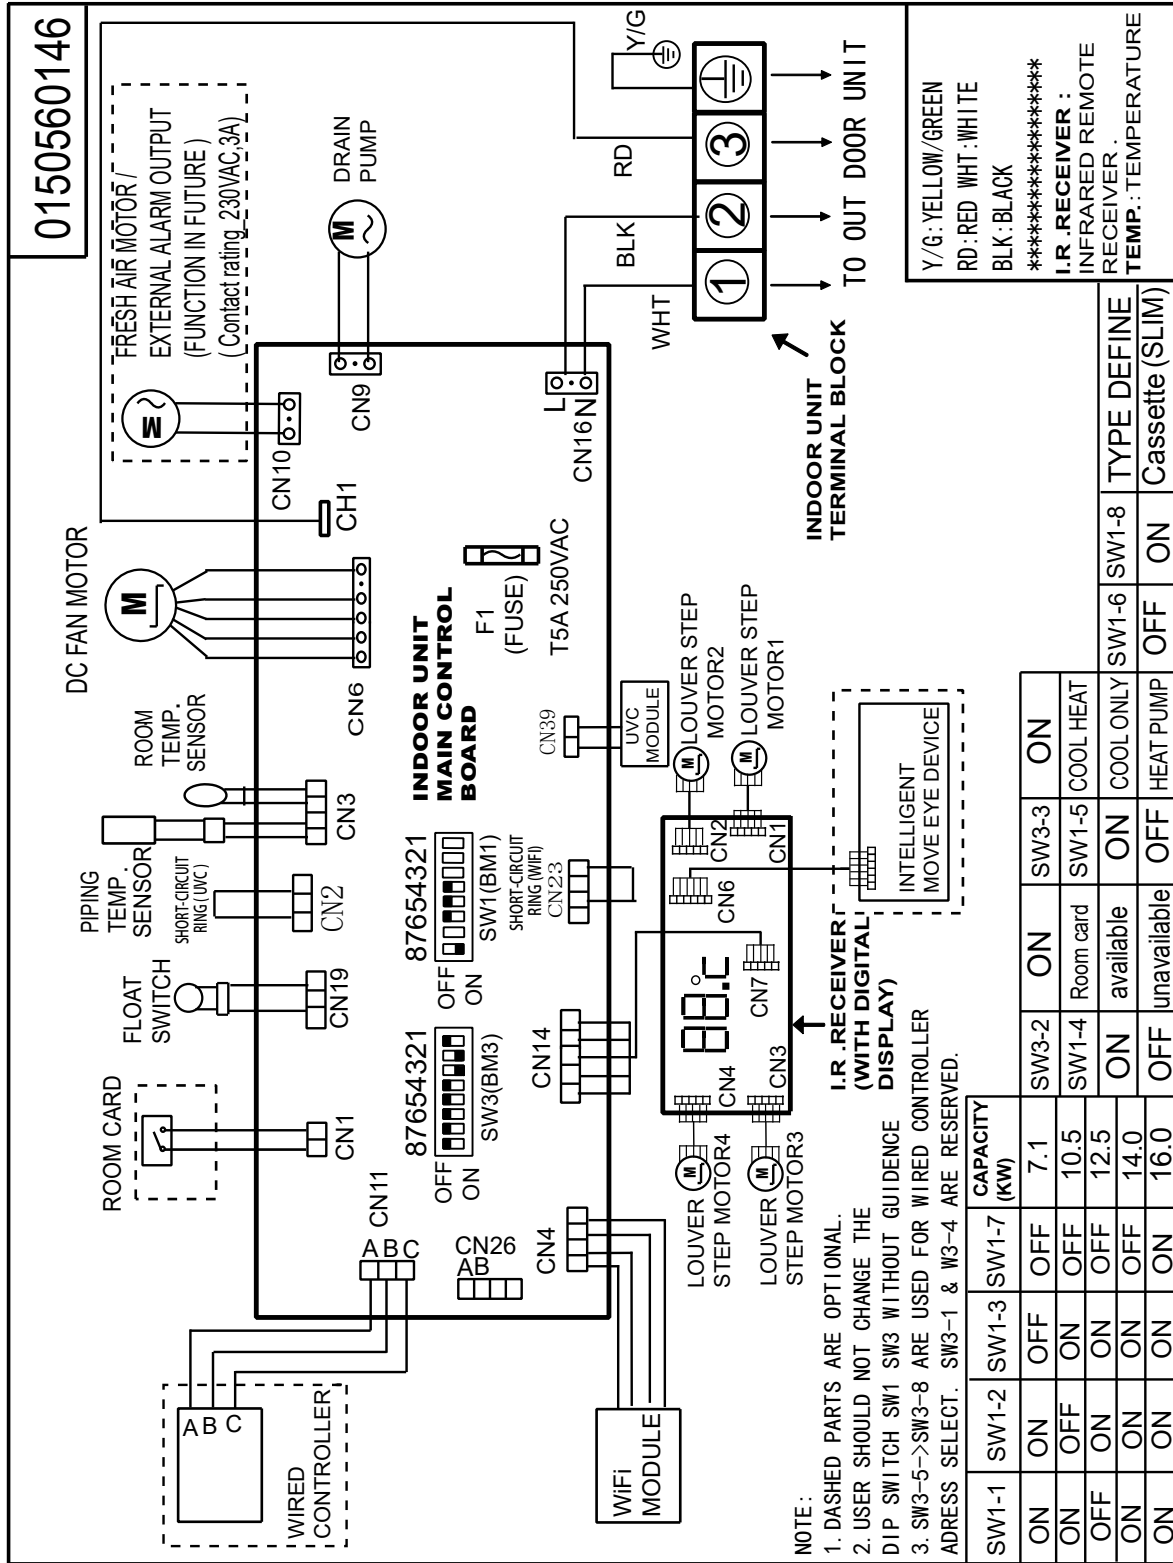 0150560146
FRESH AIR MOTOR /
EXTERNAL ALARM OUTPUT
(FUNCTION IN FUTURE )
( Contact rating 230VAC,3A)
M
DRAIN
PUMP
M
DC FAN MOTOR
M
ROOM
TEMP.
SENSOR
PIPING
TEMP.
SENSOR
SHORT-CIRCUIT
RING ( UVC )
FLOAT
SWITCH
ROOM CARD
WIRED
CONTROLLER
A B C
CN11
A B C
CN26
AB
CN1
CN19
CN2
CN3
CN6
CH1
CN10
CN9
L
N
CN16
INDOOR UNIT
MAIN CONTROL
BOARD
F1
(FUSE)
T5A 250VAC
87654321
OFF
ON
SW3(BM3)
87654321
OFF
ON
SW1(BM1)
SHORT-CIRCUIT
RING (WIFI)
CN23
CN39
UVC
MODULE
CN14
CN4
WiFi
MODULE
WHT
BLK
RD
Y/G
1
2
3
TO OUT DOOR UNIT
INDOOR UNIT
TERMINAL BLOCK
LOUVER STEP
MOTOR2
M
LOUVER STEP
MOTOR1
M
CN2
CN1
CN6
CN7
CN4
CN3
88.°C
LOUVER
STEP MOTOR4
M
LOUVER
STEP MOTOR3
M
I.R .RECEIVER
(WITH DIGITAL
DISPLAY)
INTELLIGENT
MOVE EYE DEVICE
Y/G:YELLOW/GREEN
RD:RED WHT:WHITE
BLK:BLACK
******************
I.R .RECEIVER :
INFRARED REMOTE
RECEIVER .
TEMP.:TEMPERATURE
NOTE:
1. DASHED PARTS ARE OPTIONAL.
2. USER SHOULD NOT CHANGE THE
DIP SWITCH SW1 SW3 WITHOUT GUIDENCE
3. SW3-5->SW3-8 ARE USED FOR WIRED CONTROLLER
ADRESS SELECT. SW3-1 & W3-4 ARE RESERVED.
SW1-1 SW1-2 SW1-3 SW1-7 CAPACITY (KW)
ON ON OFF OFF 7.1
ON OFF ON OFF 10.5
OFF ON ON OFF 12.5
ON ON ON OFF 14.0
ON ON ON ON 16.0
SW3-2 ON SW3-3 ON
SW1-4 Room card SW1-5 COOL HEAT
ON available ON COOL ONLY SW1-6 SW1-8 TYPE DEFINE
OFF unavailable OFF HEAT PUMP OFF ON Cassette (SLIM)